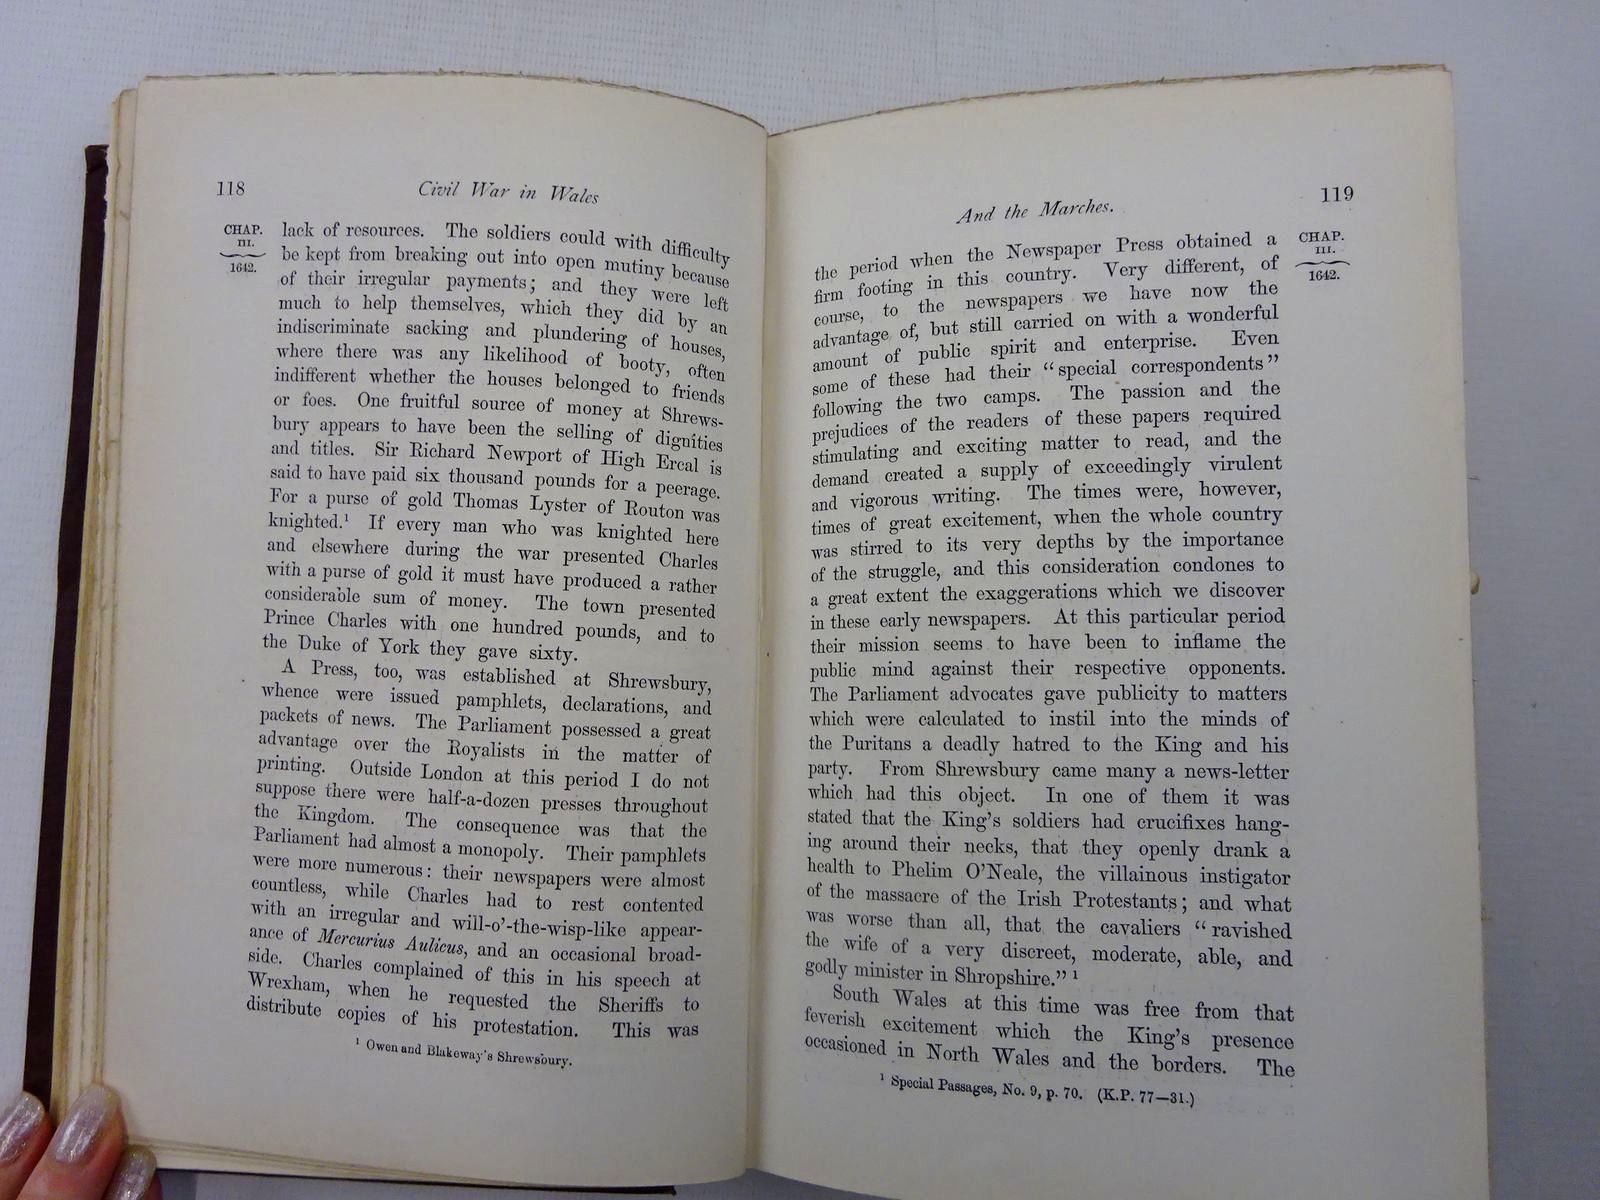 118
Civil War in Wales
CHAP.
III.
1642.
lack of resources. The soldiers could with difficulty
be kept from breaking out into open mutiny because
of their irregular payments; and they were left
much to help themselves, which they did by an
indiscriminate sacking and plundering of houses,
where there was any likelihood of booty, often
indifferent whether the houses belonged to friends
or foes. One fruitful source of money at Shrews-
bury appears to have been the selling of dignities
and titles. Sir Richard Newport of High Ercal is
said to have paid six thousand pounds for a peerage.
For a purse of gold Thomas Lyster of Routon was
knighted.¹ If every man who was knighted here
and elsewhere during the war presented Charles
with a purse of gold it must have produced a rather
considerable sum of money. The town presented
Prince Charles with one hundred pounds, and to
the Duke of York they gave sixty.
A Press, too, was established at Shrewsbury,
whence were issued pamphlets, declarations, and
packets of news. The Parliament possessed a great
advantage over the Royalists in the matter of
printing. Outside London at this period I do not
suppose there were half-a-dozen presses throughout
the Kingdom. The consequence was that the
Parliament had almost a monopoly. Their pamphlets
were more numerous: their newspapers were almost
countless, while Charles had to rest contented
with an irregular and will-o'-the-wisp-like appear-
ance of Mercurius Aulicus, and an occasional broad-
side. Charles complained of this in his speech at
Wrexham, when he requested the Sheriffs to
distribute copies of his protestation. This was
¹ Owen and Blakeway's Shrewsbury.
And the Marches.
119
CHAP.
III.
1642.
the period when the Newspaper Press obtained a
firm footing in this country. Very different, of
course, to the newspapers we have now the
advantage of, but still carried on with a wonderful
amount of public spirit and enterprise. Even
some of these had their "special correspondents"
following the two camps. The passion and the
prejudices of the readers of these papers required
stimulating and exciting matter to read, and the
demand created a supply of exceedingly virulent
and vigorous writing. The times were, however,
times of great excitement, when the whole country
was stirred to its very depths by the importance
of the struggle, and this consideration condones to
a great extent the exaggerations which we discover
in these early newspapers. At this particular period
their mission seems to have been to inflame the
public mind against their respective opponents.
The Parliament advocates gave publicity to matters
which were calculated to instil into the minds of
the Puritans a deadly hatred to the King and his
party. From Shrewsbury came many a news-letter
which had this object. In one of them it was
stated that the King's soldiers had crucifixes hang-
ing around their necks, that they openly drank a
health to Phelim O'Neale, the villainous instigator
of the massacre of the Irish Protestants; and what
was worse than all, that the cavaliers "ravished
the wife of a very discreet, moderate, able, and
godly minister in Shropshire."¹
South Wales at this time was free from that
feverish excitement which the King's presence
occasioned in North Wales and the borders. The
¹ Special Passages, No. 9, p. 70. (K.P. 77—31.)